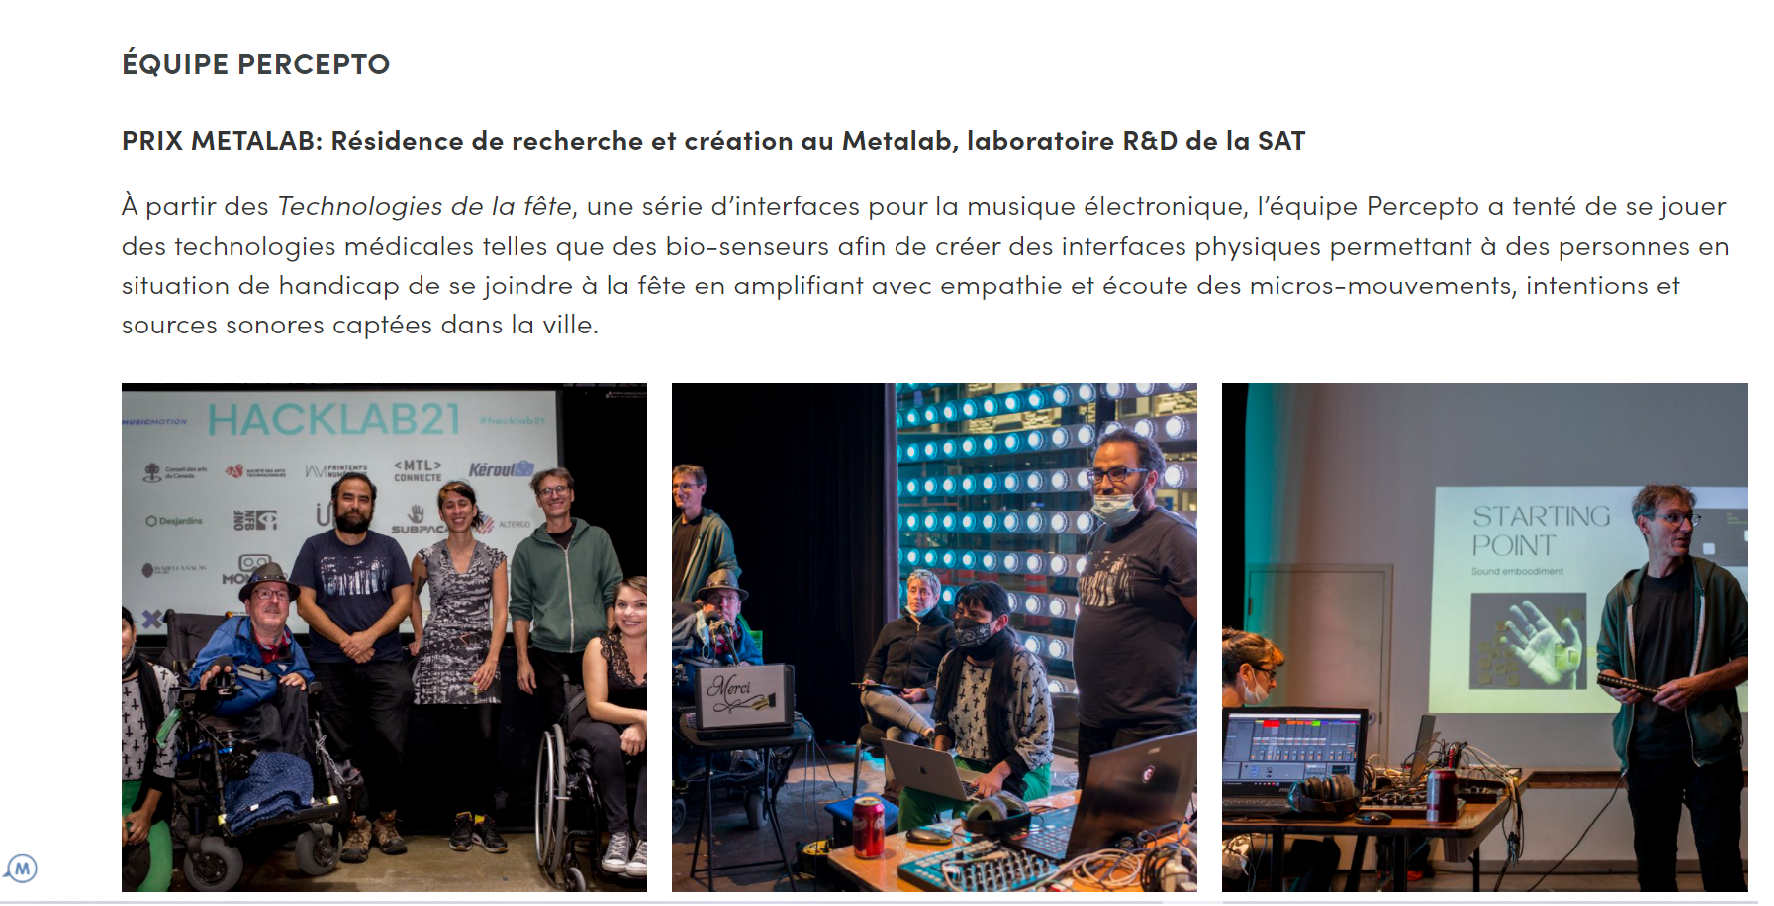 ÉQUIPE PERCEPTO
PRIX METALAB: Résidence de recherche et création au Metalab, laboratoire R&D de la SAT
À partir des Technologies de la fête, une série d’interfaces pour la musique électronique, l’équipe Percepto a tenté de se jouer
des technologies médicales telles que des bio-senseurs afin de créer des interfaces physiques permettant à des personnes en
situation de handicap de se joindre à la fête en amplifiant avec empathie et écoute des micros-mouvements, intentions et
sources sonores captées dans la ville.
MUSICMOTION
HACKLAB21
#hacklab21
Conseil des arts
du Canada
SOCIÉTÉ DES ARTS
TECHNOLOGIQUES
PRINTEMPS
NUMÉRIQUE
<MTL>
CONNECTE
Kéroul
Desjardins
ONF
NFB
SUBPAC
ALTERGO
Merci
STARTING
POINT
Sound emboodiment
M